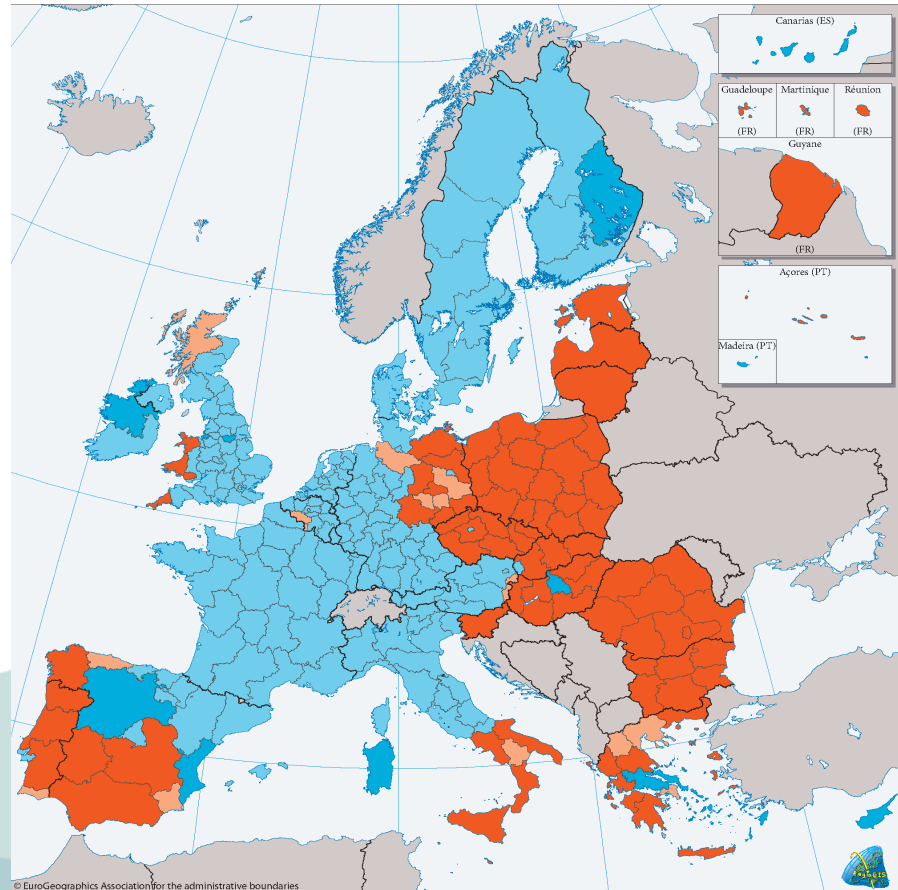 Canarias (ES)
Guadeloupe
Martinique
Réunion
(FR)
(FR)
(FR)
Guyane
(FR)
Açores (PT)
Madeira (PT)
© EuroGeographics Association for the administrative boundaries